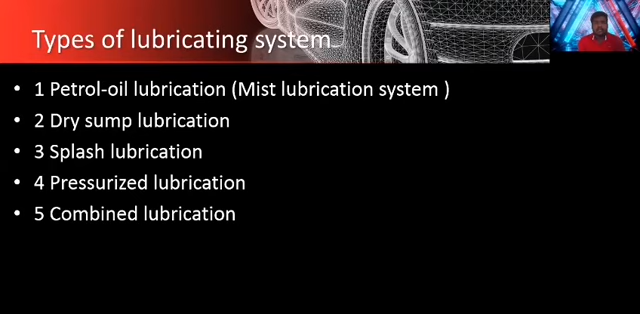 Types of lubricating system
• 1 Petrol-oil lubrication (Mist lubrication system )
• 2 Dry sump lubrication
• 3 Splash lubrication
• 4 Pressurized lubrication
• 5 Combined lubrication